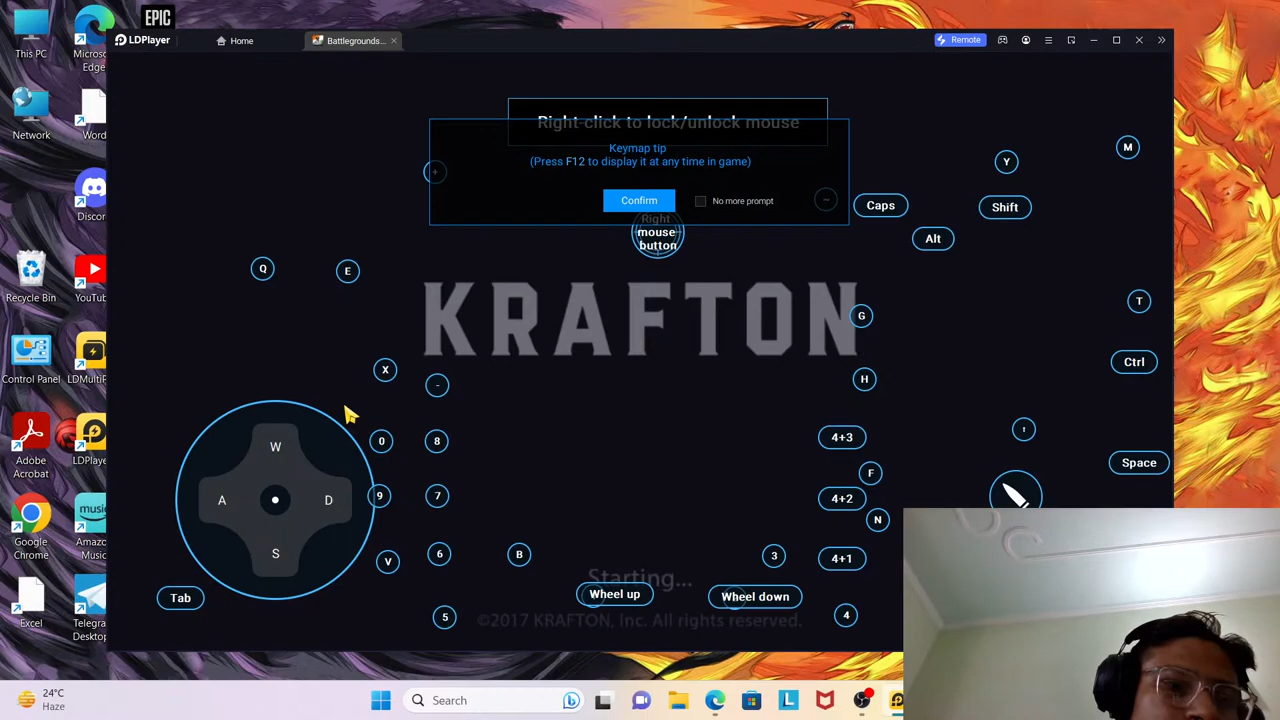 EPIC
This PC
Microso
Edge
Network
Word
Discor
Recycle Bin
YouTub
Control Panel
LDMultiP
Adobe
Acrobat
LDPlaye
Google
Chrome
Amazo
Music
Excel
Telegra
Desktop
LDPlayer
Home
Battlegrounds...
Remote
Right-click to lock/unlock mouse
Keymap tip
(Press F12 to display it at any time in game)
+
Confirm
No more prompt
~
Right
mouse
button
Caps
Alt
Y
Shift
M
Q
E
KRAFTON
G
T
X
-
H
Ctrl
W
A
D
S
0
8
4+3
↑
F
Space
9
7
4+2
N
V
6
B
3
4+1
Starting...
Tab
Wheel up
Wheel down
5
©2017 KRAFTON, Inc. All rights reserved.
4
24°C
Haze
Search